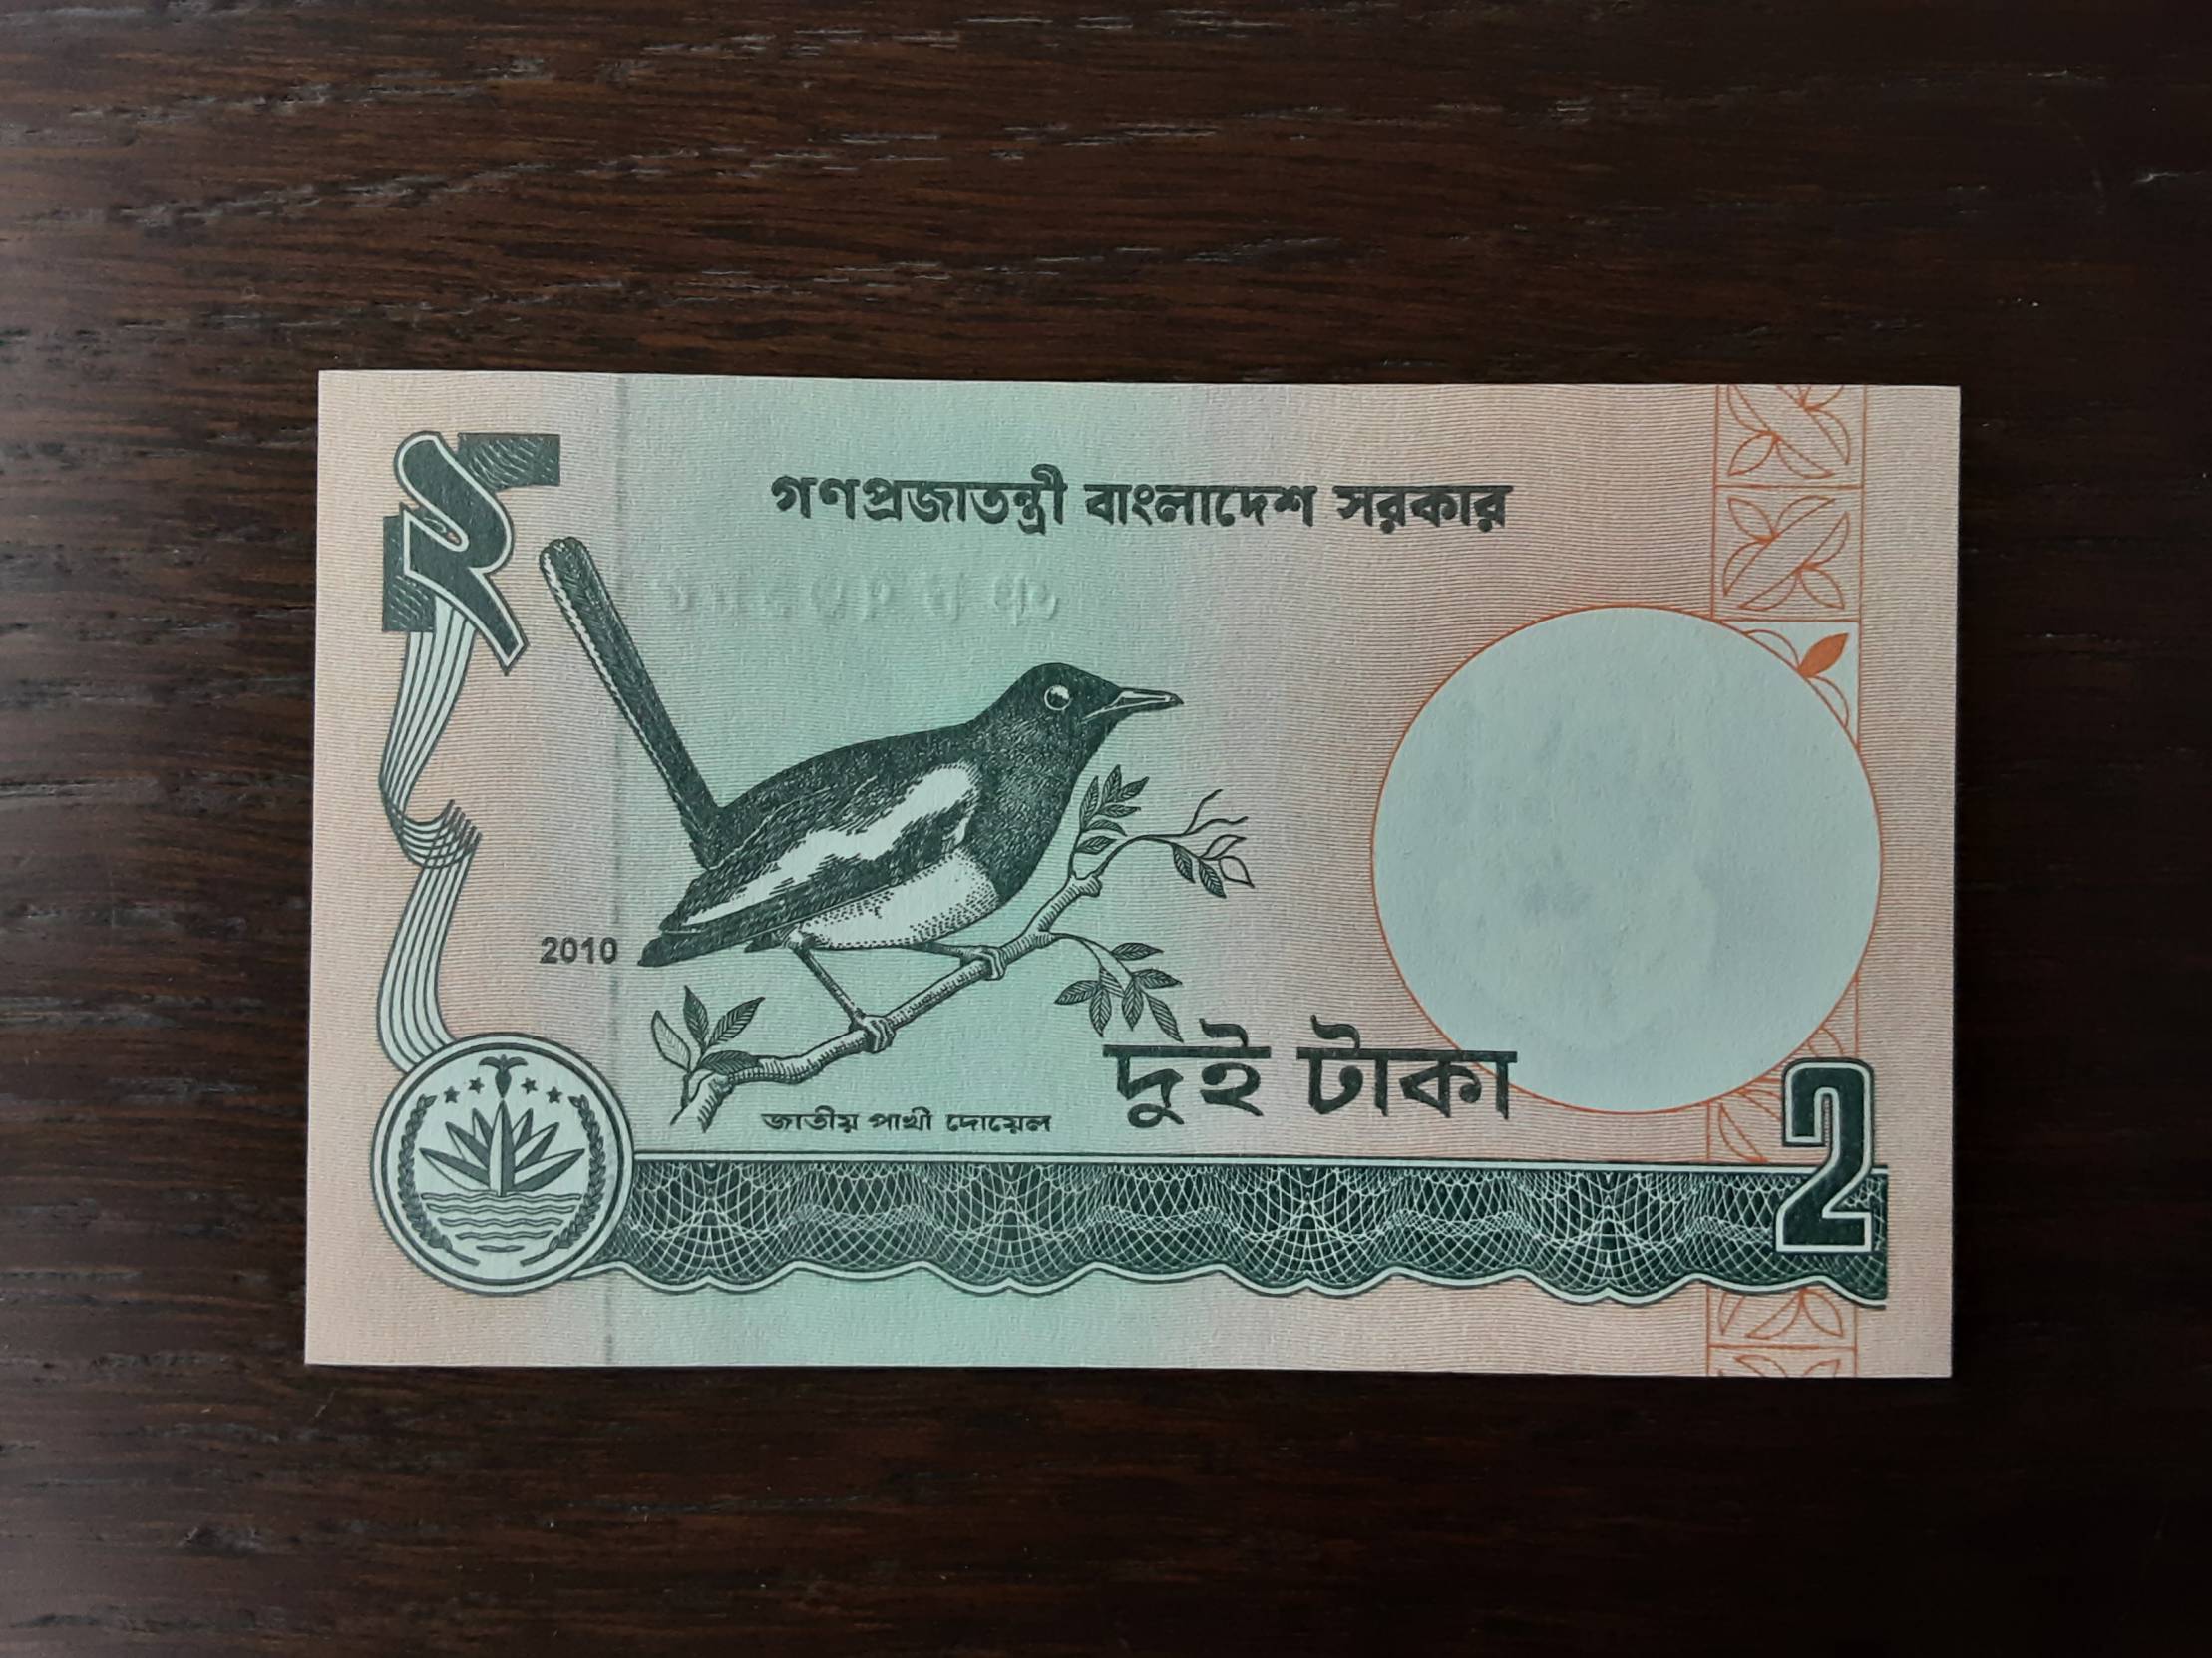 ২
গণপ্রজাতন্ত্রী বাংলাদেশ সরকার
2010
দুই টাকা
জাতীয় পাখী দোয়েল
2